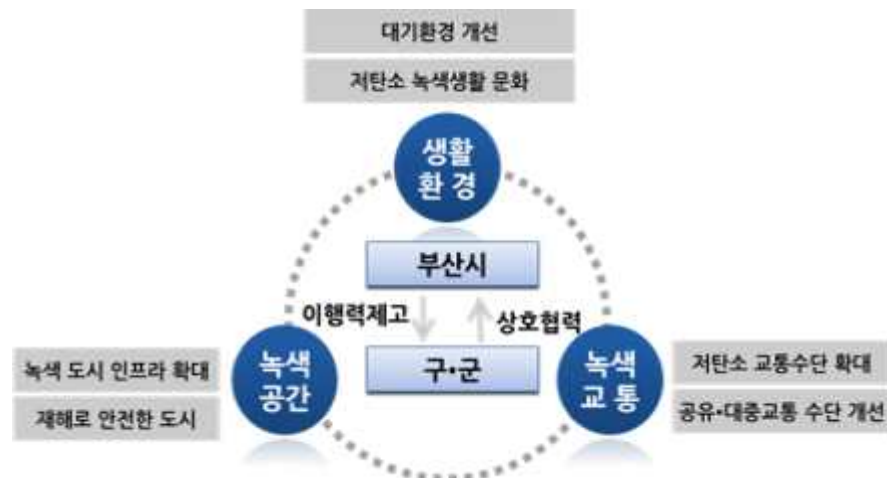 대기환경 개선
저탄소 녹색생활 문화
생활
환 경
부산시
이행력제고
상호협력
구·군
녹색
공간
녹색 도시 인프라 확대
재해로 안전한 도시
녹색
교 통
저탄소 교통수단 확대
공유·대중교통 수단 개선